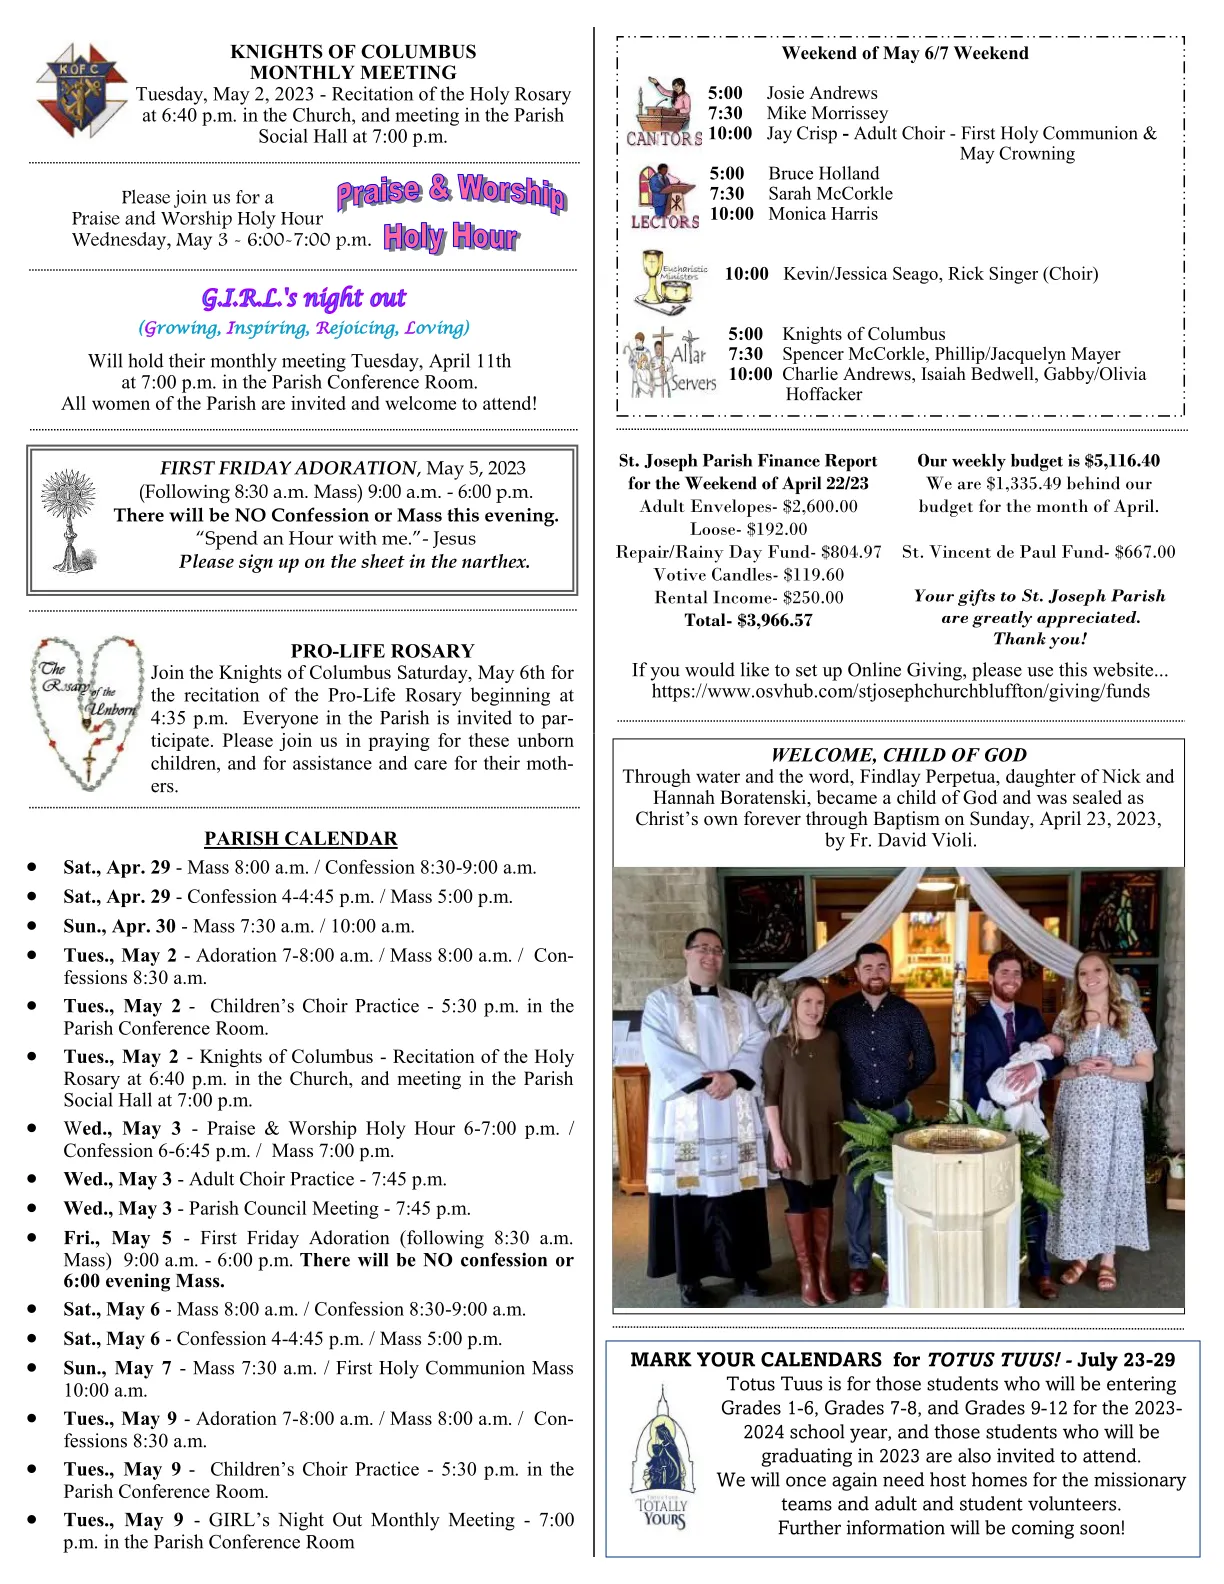 KNIGHTS OF COLUMBUS
MONTHLY MEETING
Tuesday, May 2, 2023 - Recitation of the Holy Rosary
at 6:40 p.m. in the Church, and meeting in the Parish
Social Hall at 7:00 p.m.
K OF C
Please join us for a
Praise and Worship Holy Hour
Wednesday, May 3 - 6:00-7:00 p.m.
Praise & Worship
Holy Hour
G.I.R.L.'s night out
(Growing, Inspiring, Rejoicing, Loving)
Will hold their monthly meeting Tuesday, April 11th
at 7:00 p.m. in the Parish Conference Room.
All women of the Parish are invited and welcome to attend!
FIRST FRIDAY ADORATION, May 5, 2023
(Following 8:30 a.m. Mass) 9:00 a.m. - 6:00 p.m.
There will be NO Confession or Mass this evening.
“Spend an Hour with me.”- Jesus
Please sign up on the sheet in the narthex.
The
Rosary of the
Unborn
PRO-LIFE ROSARY
Join the Knights of Columbus Saturday, May 6th for
the recitation of the Pro-Life Rosary beginning at
4:35 p.m. Everyone in the Parish is invited to par-
ticipate. Please join us in praying for these unborn
children, and for assistance and care for their moth-
ers.
PARISH CALENDAR
• Sat., Apr. 29 - Mass 8:00 a.m. / Confession 8:30-9:00 a.m.
• Sat., Apr. 29 - Confession 4-4:45 p.m. / Mass 5:00 p.m.
• Sun., Apr. 30 - Mass 7:30 a.m. / 10:00 a.m.
• Tues., May 2 - Adoration 7-8:00 a.m. / Mass 8:00 a.m. / Con-
fessions 8:30 a.m.
• Tues., May 2 - Children’s Choir Practice - 5:30 p.m. in the
Parish Conference Room.
• Tues., May 2 - Knights of Columbus - Recitation of the Holy
Rosary at 6:40 p.m. in the Church, and meeting in the Parish
Social Hall at 7:00 p.m.
• Wed., May 3 - Praise & Worship Holy Hour 6-7:00 p.m. /
Confession 6-6:45 p.m. / Mass 7:00 p.m.
• Wed., May 3 - Adult Choir Practice - 7:45 p.m.
• Wed., May 3 - Parish Council Meeting - 7:45 p.m.
• Fri., May 5 - First Friday Adoration (following 8:30 a.m.
Mass) 9:00 a.m. - 6:00 p.m. There will be NO confession or
6:00 evening Mass.
• Sat., May 6 - Mass 8:00 a.m. / Confession 8:30-9:00 a.m.
• Sat., May 6 - Confession 4-4:45 p.m. / Mass 5:00 p.m.
• Sun., May 7 - Mass 7:30 a.m. / First Holy Communion Mass
10:00 a.m.
• Tues., May 9 - Adoration 7-8:00 a.m. / Mass 8:00 a.m. / Con-
fessions 8:30 a.m.
• Tues., May 9 - Children’s Choir Practice - 5:30 p.m. in the
Parish Conference Room.
• Tues., May 9 - GIRL’s Night Out Monthly Meeting - 7:00
p.m. in the Parish Conference Room
Weekend of May 6/7 Weekend
CANTORS
5:00 Josie Andrews
7:30 Mike Morrissey
10:00 Jay Crisp - Adult Choir - First Holy Communion &
May Crowning
LECTORS
5:00 Bruce Holland
7:30 Sarah McCorkle
10:00 Monica Harris
Eucharistic
Ministers
10:00 Kevin/Jessica Seago, Rick Singer (Choir)
Altar
Servers
5:00 Knights of Columbus
7:30 Spencer McCorkle, Phillip/Jacquelyn Mayer
10:00 Charlie Andrews, Isaiah Bedwell, Gabby/Olivia
Hoffacker
St. Joseph Parish Finance Report
for the Weekend of April 22/23
Adult Envelopes- $2,600.00
Loose- $192.00
Repair/Rainy Day Fund- $804.97
Votive Candles- $119.60
Rental Income- $250.00
Total- $3,966.57
Our weekly budget is $5,116.40
We are $1,335.49 behind our
budget for the month of April.
St. Vincent de Paul Fund- $667.00
Your gifts to St. Joseph Parish
are greatly appreciated.
Thank you!
If you would like to set up Online Giving, please use this website...
https://www.osvhub.com/stjosephchurchbluffton/giving/funds
WELCOME, CHILD OF GOD
Through water and the word, Findlay Perpetua, daughter of Nick and
Hannah Boratenski, became a child of God and was sealed as
Christ’s own forever through Baptism on Sunday, April 23, 2023,
by Fr. David Violi.
MARK YOUR CALENDARS for TOTUS TUUS! - July 23-29
Totus Tuus is for those students who will be entering
Grades 1-6, Grades 7-8, and Grades 9-12 for the 2023-
2024 school year, and those students who will be
graduating in 2023 are also invited to attend.
We will once again need host homes for the missionary
teams and adult and student volunteers.
Further information will be coming soon!
TOTALLY
YOURS